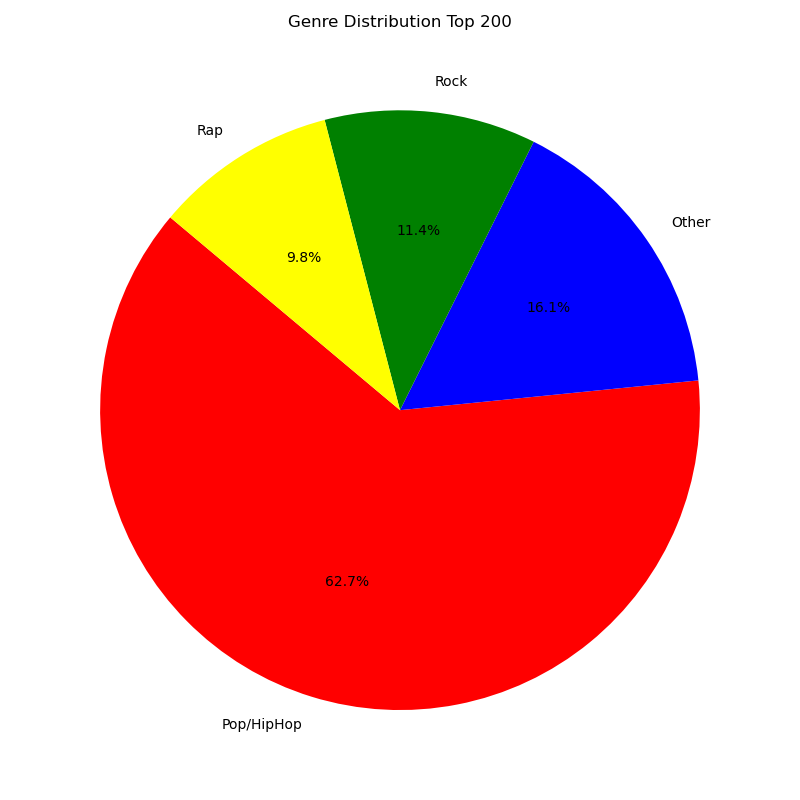 Genre Distribution Top 200
Rock
Rap
Other
11.4%
9.8%
16.1%
62.7%
Pop/HipHop